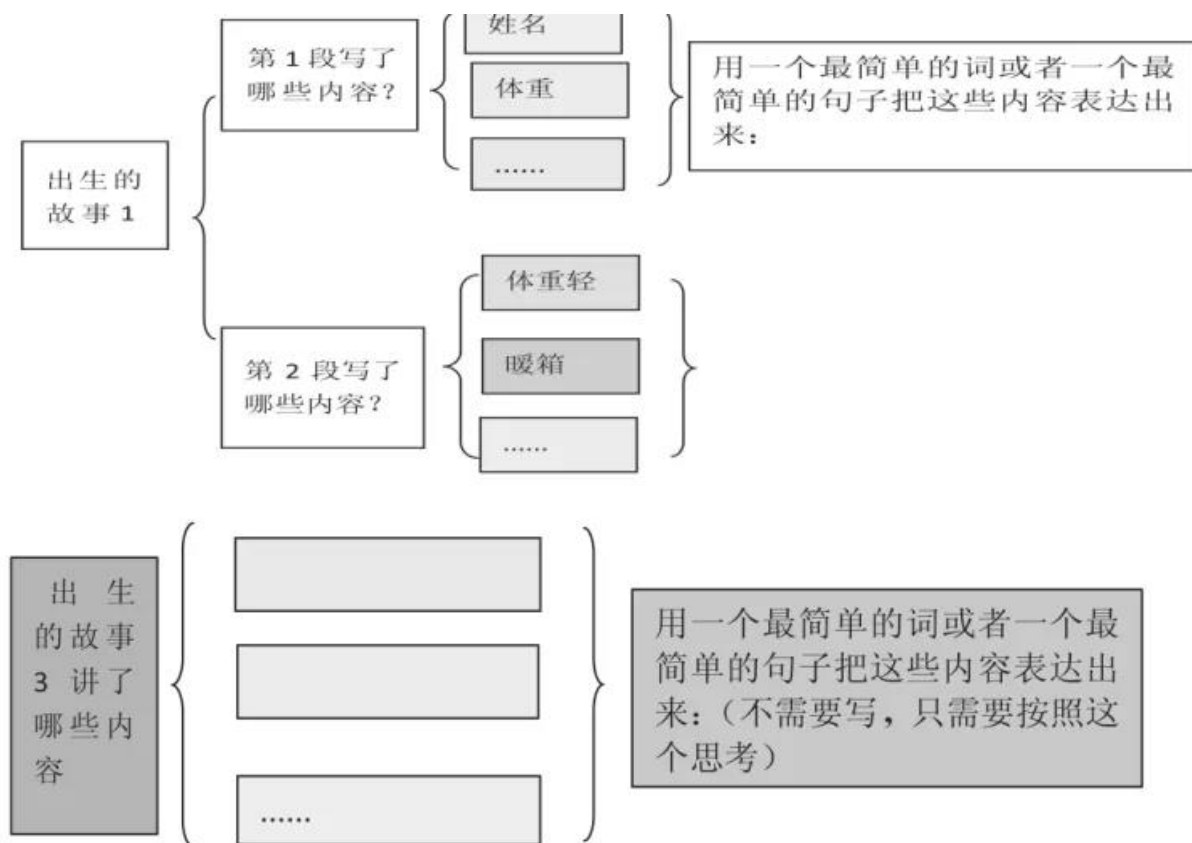 姓名
第 1 段写了
哪些内容？
体重
……
用一个最简单的词或者一个最
简单的句子把这些内容表达出
来：
出生的
故事 1
体重轻
第 2 段写了
哪些内容？
暖箱
……
出 生
的故事
3 讲了
哪些内
容
……
用一个最简单的词或者一个最
简单的句子把这些内容表达出
来：（不需要写，只需要按照这
个思考）